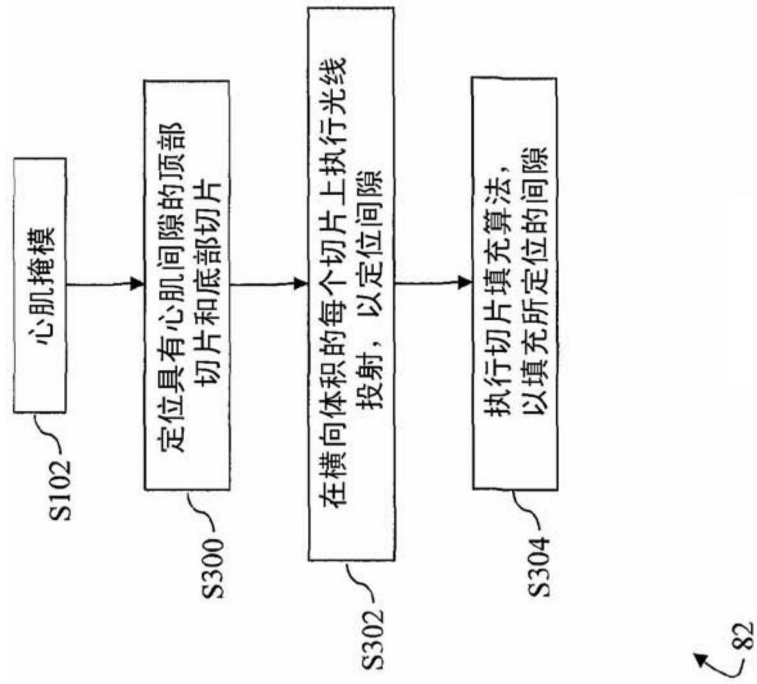 心肌掩模
S102
定位具有心肌间隙的顶部
切片和底部切片
S300
在横向体积的每个切片上执行光线
投射，以定位间隙
S302
执行切片填充算法，
以填充所定位的间隙
S304
82